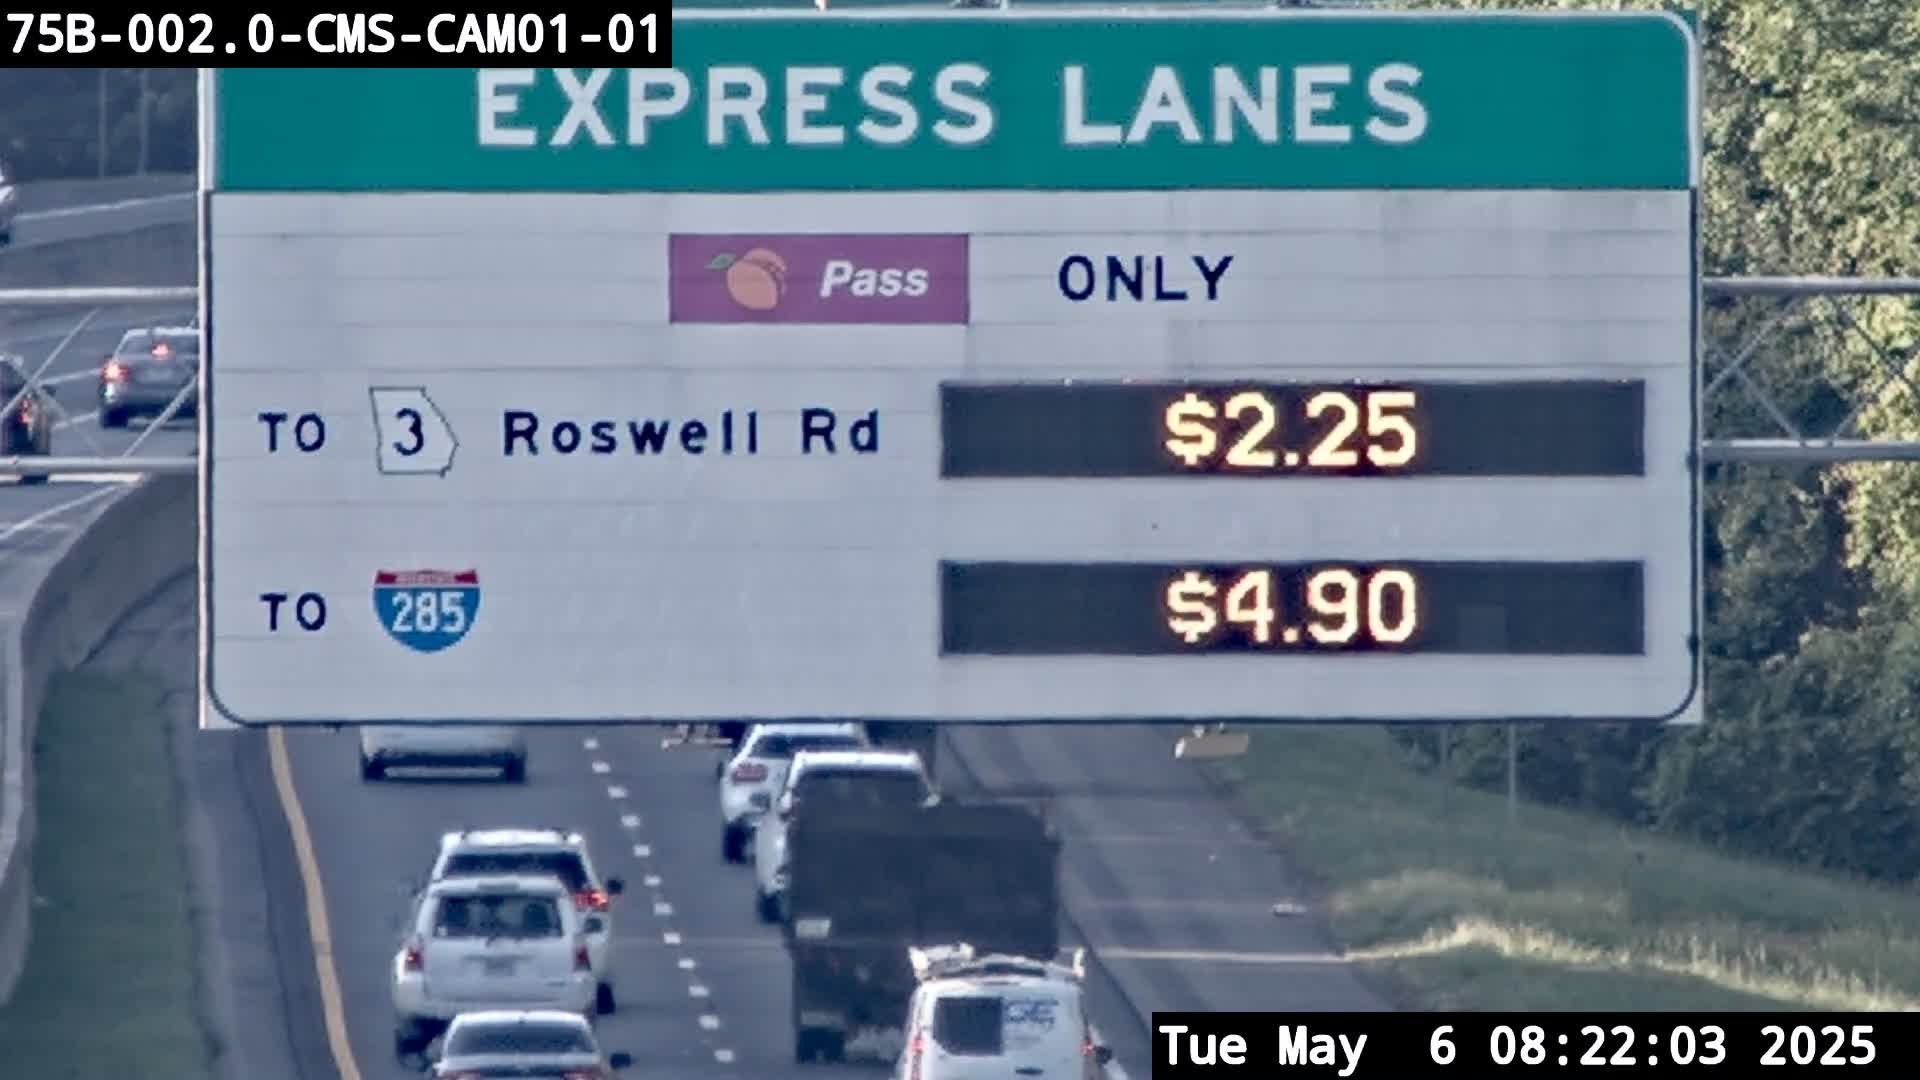 75B-002.0-CMS-CAM01-01
EXPRESS LANES
Pass ONLY
TO 3 Roswell Rd $2.25
TO 285 $4.90
Tue May 6 08:22:03 2025